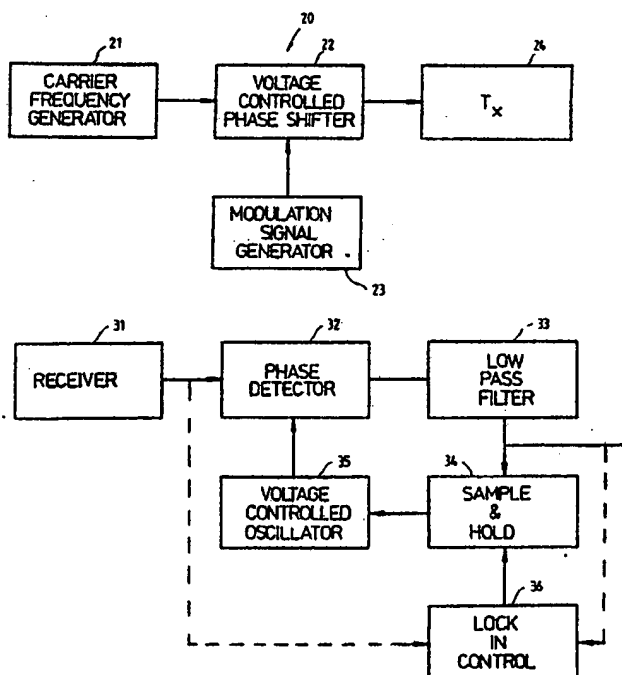 20
21
22
24
CARRIER
FREQUENCY
GENERATOR
VOLTAGE
CONTROLLED
PHASE SHIFTER
Tx
MODULATION
SIGNAL
GENERATOR
23
31
32
33
RECEIVER
PHASE
DETECTOR
LOW
PASS
FILTER
35
34
VOLTAGE
CONTROLLED
OSCILLATOR
SAMPLE
&
HOLD
36
LOCK
IN
CONTROL